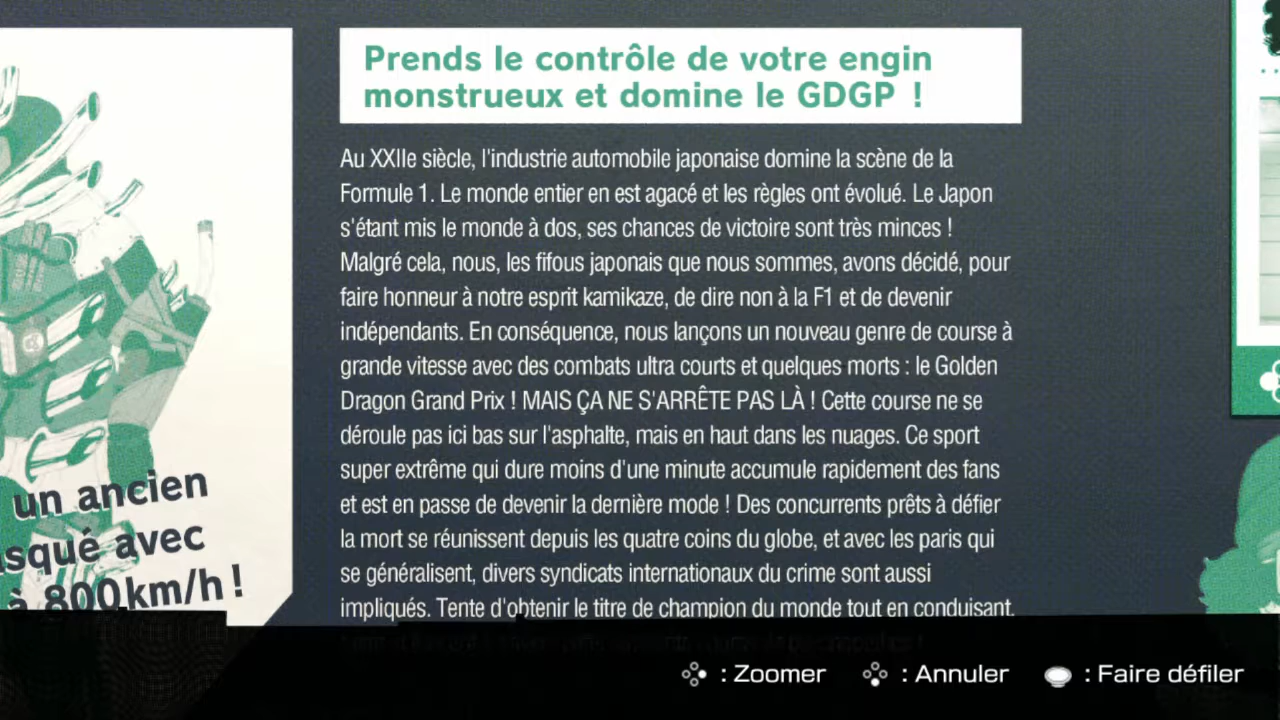 Prends le contrôle de votre engin
monstrueux et domine le GDGP !
Au XXIIe siècle, l'industrie automobile japonaise domine la scène de la
Formule 1. Le monde entier en est agacé et les règles ont évolué. Le Japon
s'étant mis le monde à dos, ses chances de victoire sont très minces !
Malgré cela, nous, les fifous japonais que nous sommes, avons décidé, pour
faire honneur à notre esprit kamikaze, de dire non à la F1 et de devenir
indépendants. En conséquence, nous lançons un nouveau genre de course à
grande vitesse avec des combats ultra courts et quelques morts : le Golden
Dragon Grand Prix ! MAIS ÇA NE S'ARRÊTE PAS LÀ ! Cette course ne se
déroule pas ici bas sur l'asphalte, mais en haut dans les nuages. Ce sport
super extrême qui dure moins d'une minute accumule rapidement des fans
et est en passe de devenir la dernière mode ! Des concurrents prêts à défier
la mort se réunissent depuis les quatre coins du globe, et avec les paris qui
se généralisent, divers syndicats internationaux du crime sont aussi
impliqués. Tente d'obtenir le titre de champion du monde tout en conduisant
un ancien
squé avec
à 800km/h !
: Zoomer : Annuler : Faire défiler